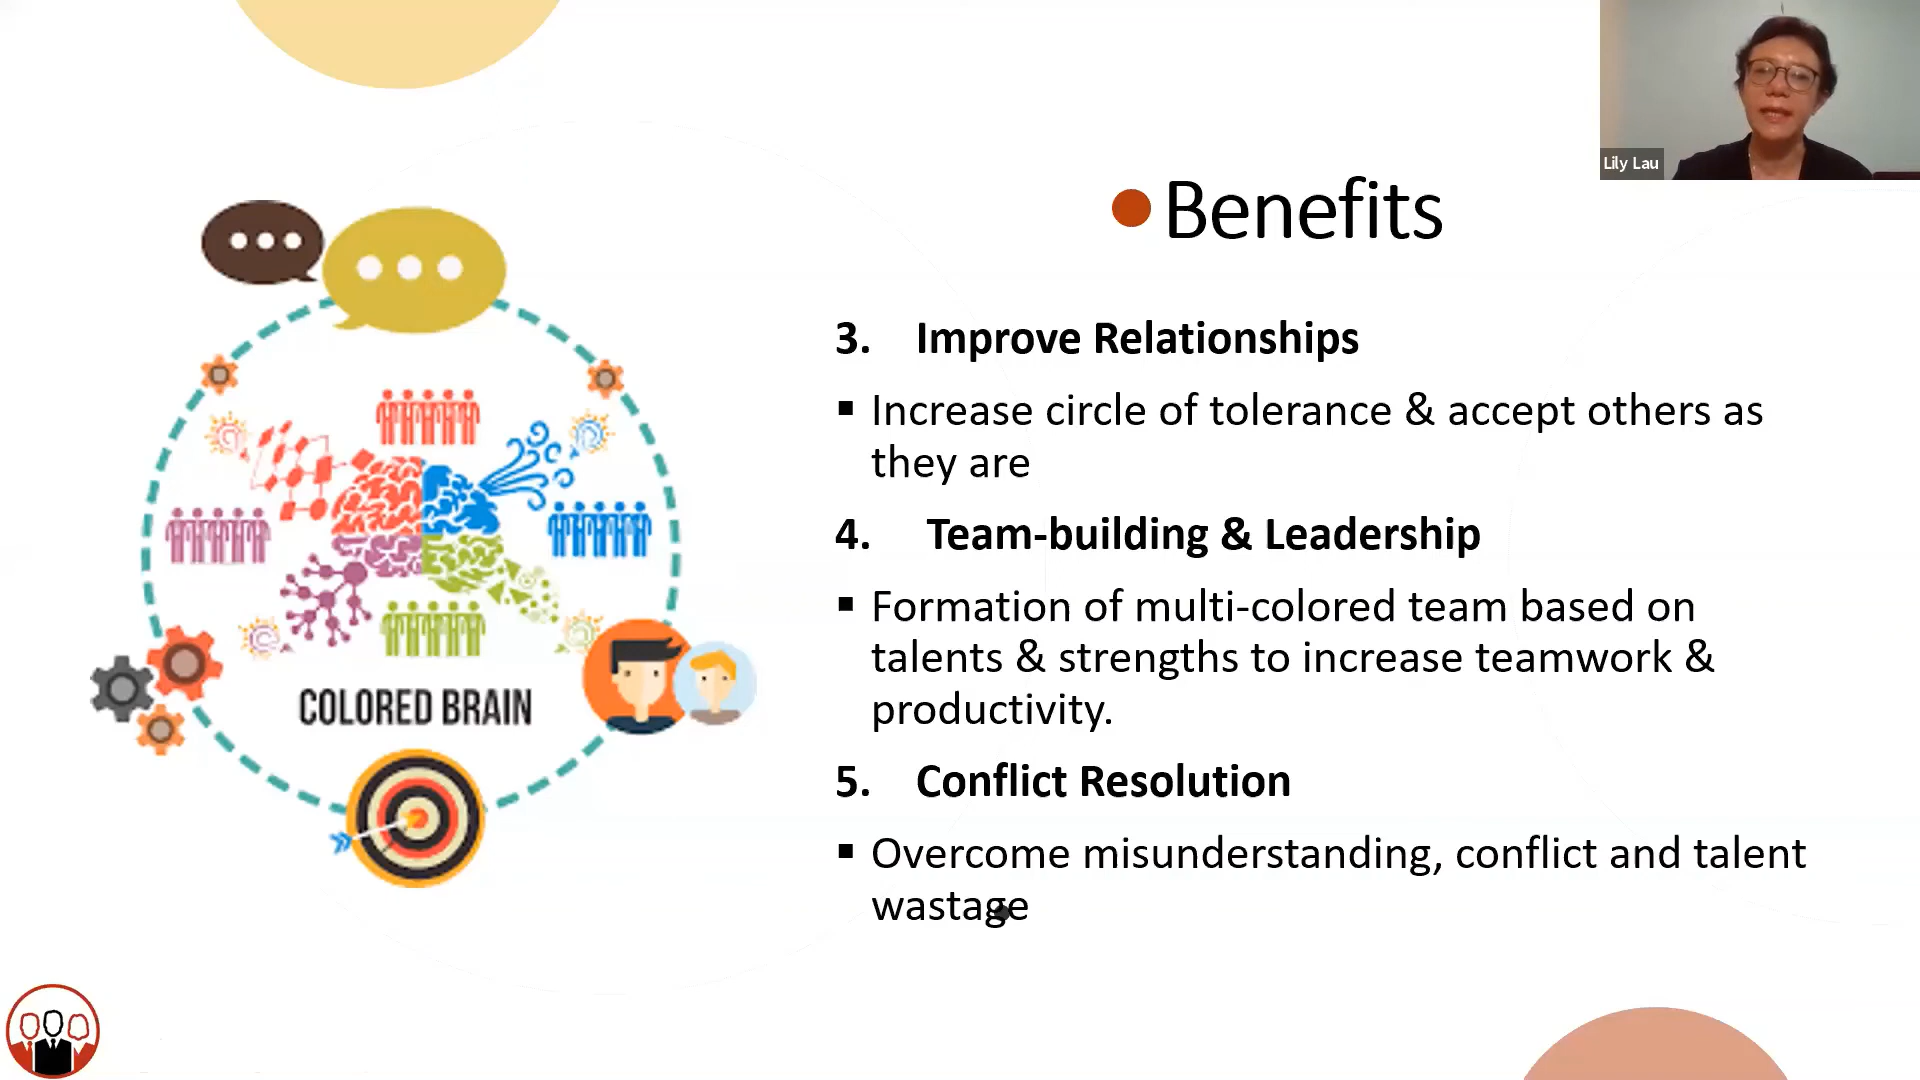 Lily Lau
• Benefits
3. Improve Relationships
▪ Increase circle of tolerance & accept others as
they are
4. Team-building & Leadership
▪ Formation of multi-colored team based on
talents & strengths to increase teamwork &
productivity.
5. Conflict Resolution
▪ Overcome misunderstanding, conflict and talent
wastage
COLORED BRAIN